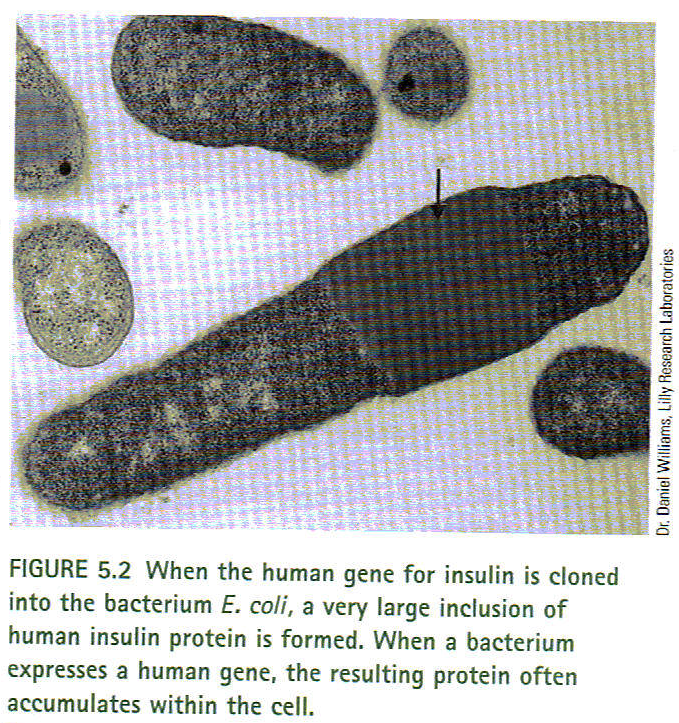 Dr. Daniel Williams, Lilly Research Laboratories
FIGURE 5.2 When the human gene for insulin is cloned
into the bacterium E. coli, a very large inclusion of
human insulin protein is formed. When a bacterium
expresses a human gene, the resulting protein often
accumulates within the cell.